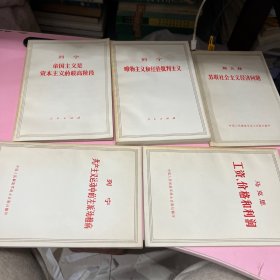 列宁
帝国主义是
资本主义的最高阶段
人民出版社
列宁
唯物主义和经验批判主义
人民出版社
斯大林
苏联社会主义经济问题
列宁
共产主义运动中的“左派”幼稚病
马克思
工资、价格和利润